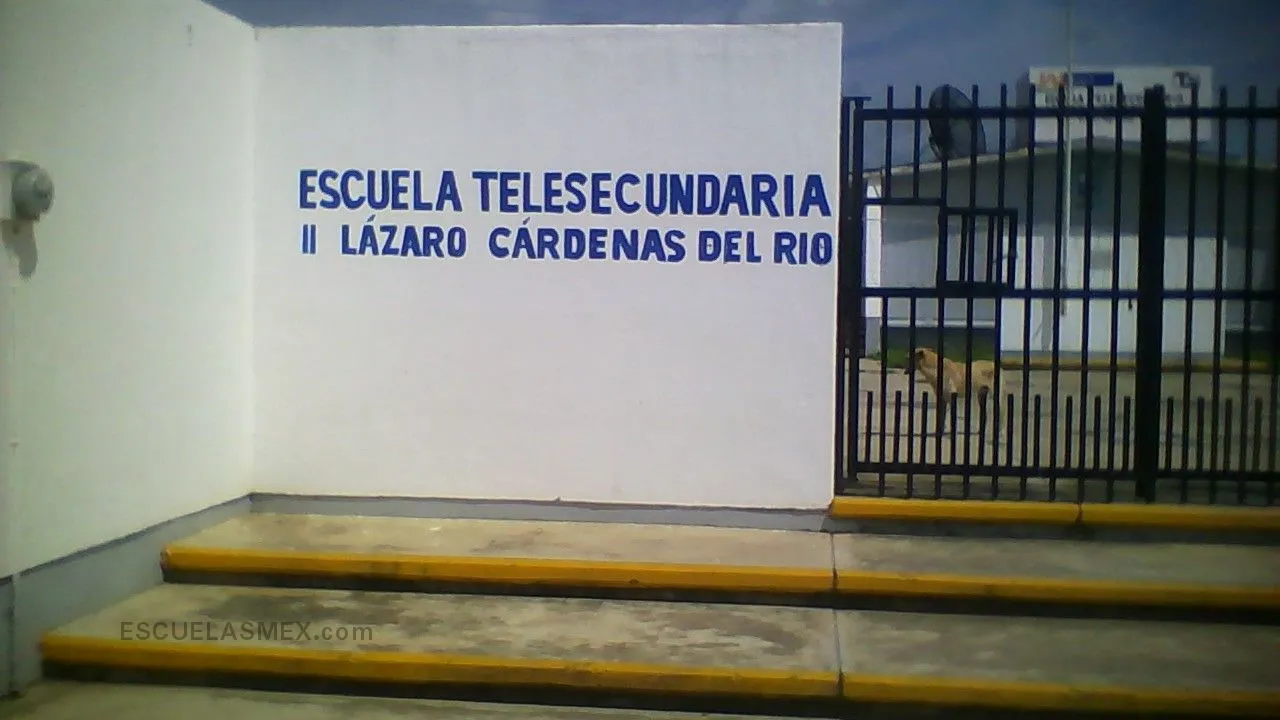 ESCUELA TELESECUNDARIA
II LÁZARO CÁRDENAS DEL RIO
ESCUELASMEX.com